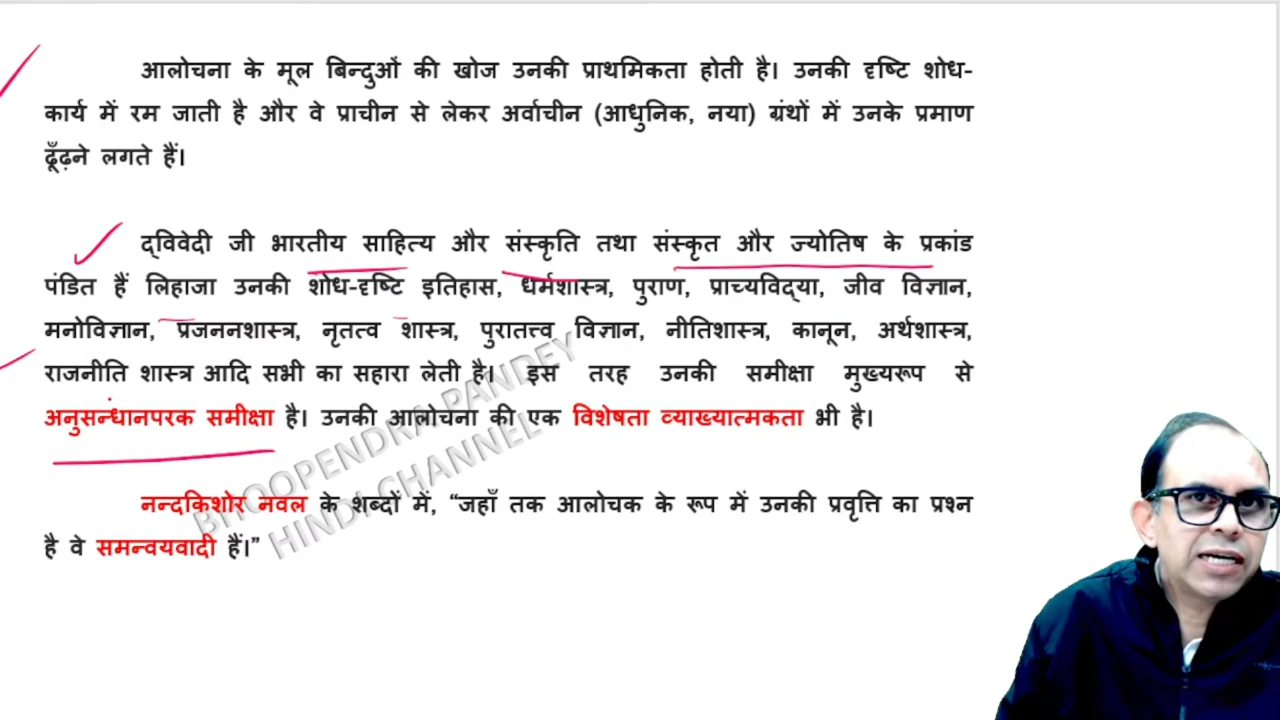 आलोचना के मूल बिन्दुओं की खोज उनकी प्राथमिकता होती है। उनकी दृष्टि शोध-
कार्य में रम जाती है और वे प्राचीन से लेकर अर्वाचीन (आधुनिक, नया) ग्रंथों में उनके प्रमाण
ढूँढ़ने लगते हैं।
द्विवेदी जी भारतीय साहित्य और संस्कृति तथा संस्कृत और ज्योतिष के प्रकांड
पंडित हैं लिहाजा उनकी शोध-दृष्टि इतिहास, धर्मशास्त्र, पुराण, प्राच्यविद्या, जीव विज्ञान,
मनोविज्ञान, प्रजननशास्त्र, नृतत्व शास्त्र, पुरातत्त्व विज्ञान, नीतिशास्त्र, कानून, अर्थशास्त्र,
राजनीति शास्त्र आदि सभी का सहारा लेती है। इस तरह उनकी समीक्षा मुख्यरूप से
अनुसन्धानपरक समीक्षा है। उनकी आलोचना की एक विशेषता व्याख्यात्मकता भी है।
नन्दकिशोर नवल के शब्दों में, “जहाँ तक आलोचक के रूप में उनकी प्रवृत्ति का प्रश्न
है वे समन्वयवादी हैं।”
BHOOPENDRA PANDEY
HINDI CHANNEL